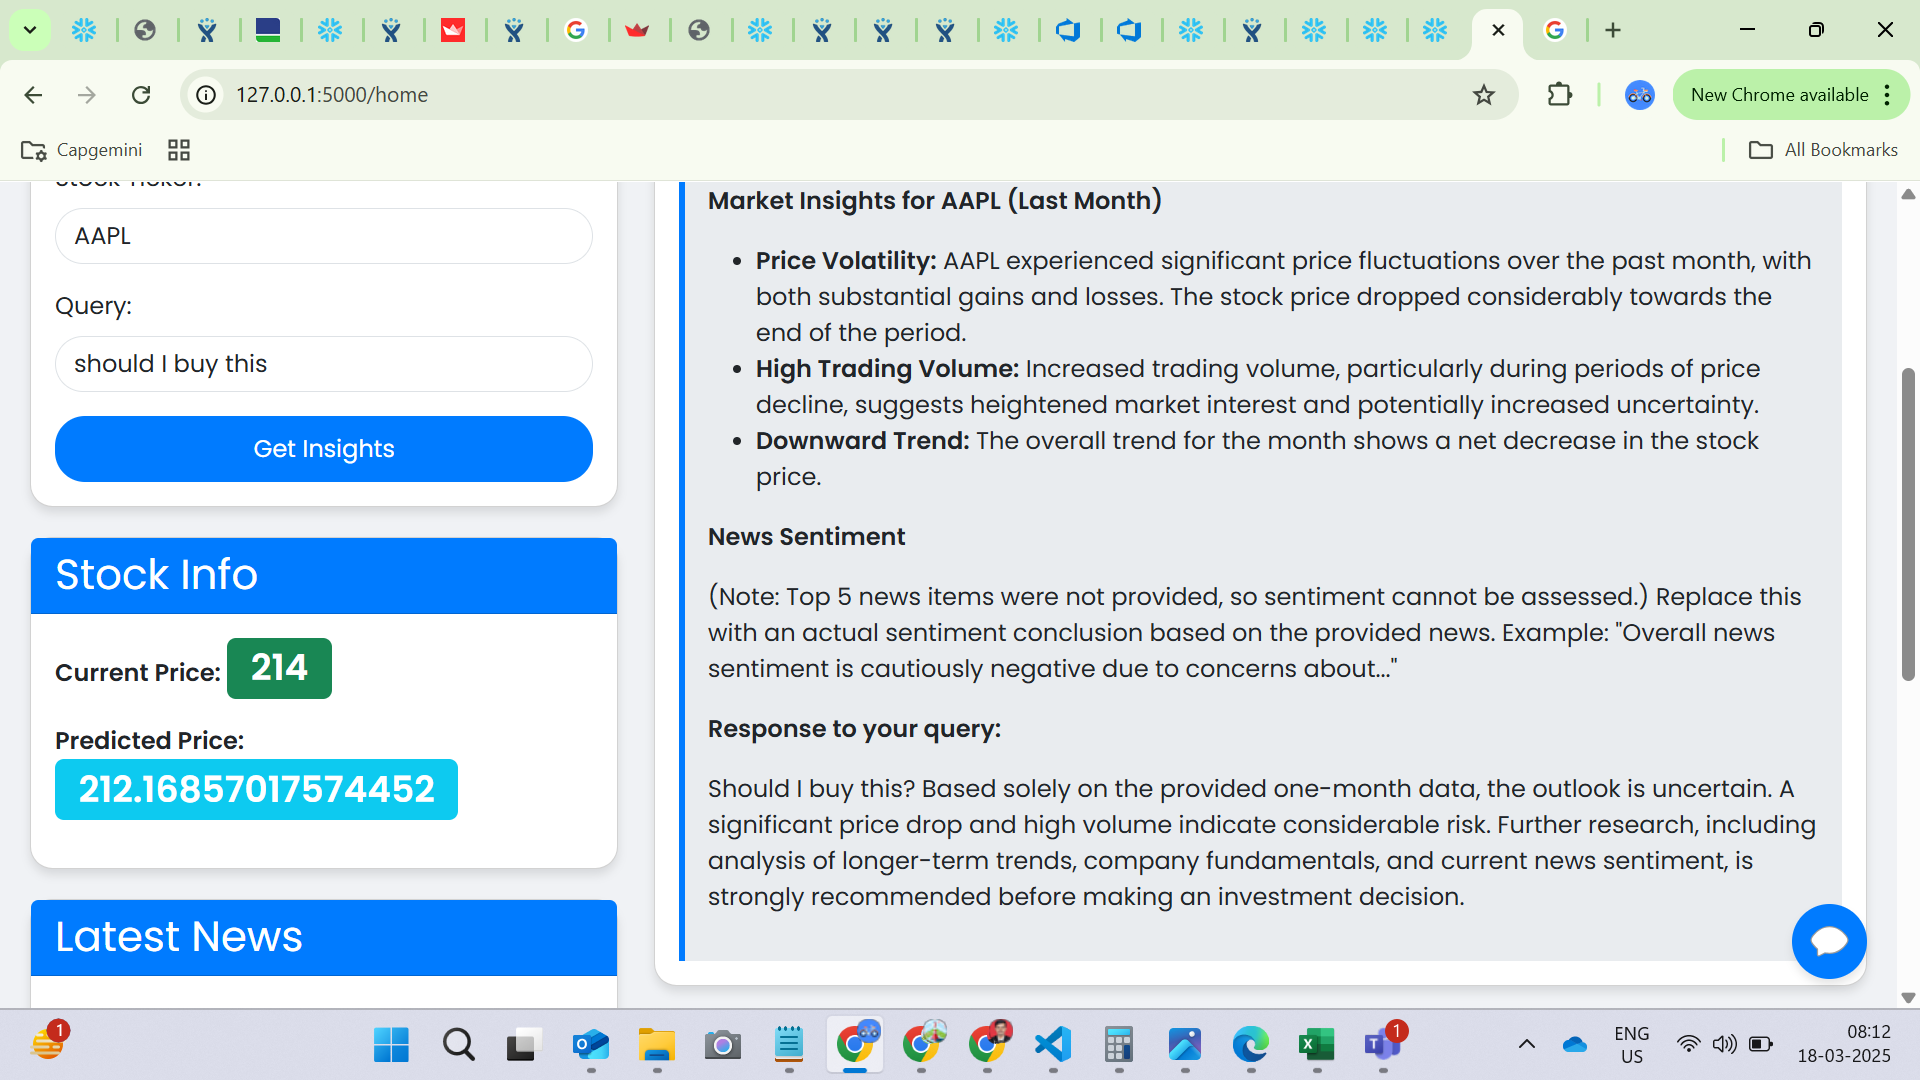 127.0.0.1:5000/home
New Chrome available
Capgemini
All Bookmarks
AAPL
Query:
should I buy this
Get Insights
Stock Info
Current Price: 214
Predicted Price:
212.16857017574452
Latest News
Market Insights for AAPL (Last Month)
Price Volatility: AAPL experienced significant price fluctuations over the past month, with
both substantial gains and losses. The stock price dropped considerably towards the
end of the period.
High Trading Volume: Increased trading volume, particularly during periods of price
decline, suggests heightened market interest and potentially increased uncertainty.
Downward Trend: The overall trend for the month shows a net decrease in the stock
price.
News Sentiment
(Note: Top 5 news items were not provided, so sentiment cannot be assessed.) Replace this
with an actual sentiment conclusion based on the provided news. Example: "Overall news
sentiment is cautiously negative due to concerns about..."
Response to your query:
Should I buy this? Based solely on the provided one-month data, the outlook is uncertain. A
significant price drop and high volume indicate considerable risk. Further research, including
analysis of longer-term trends, company fundamentals, and current news sentiment, is
strongly recommended before making an investment decision.
1
1
ENG
US
08:12
18-03-2025